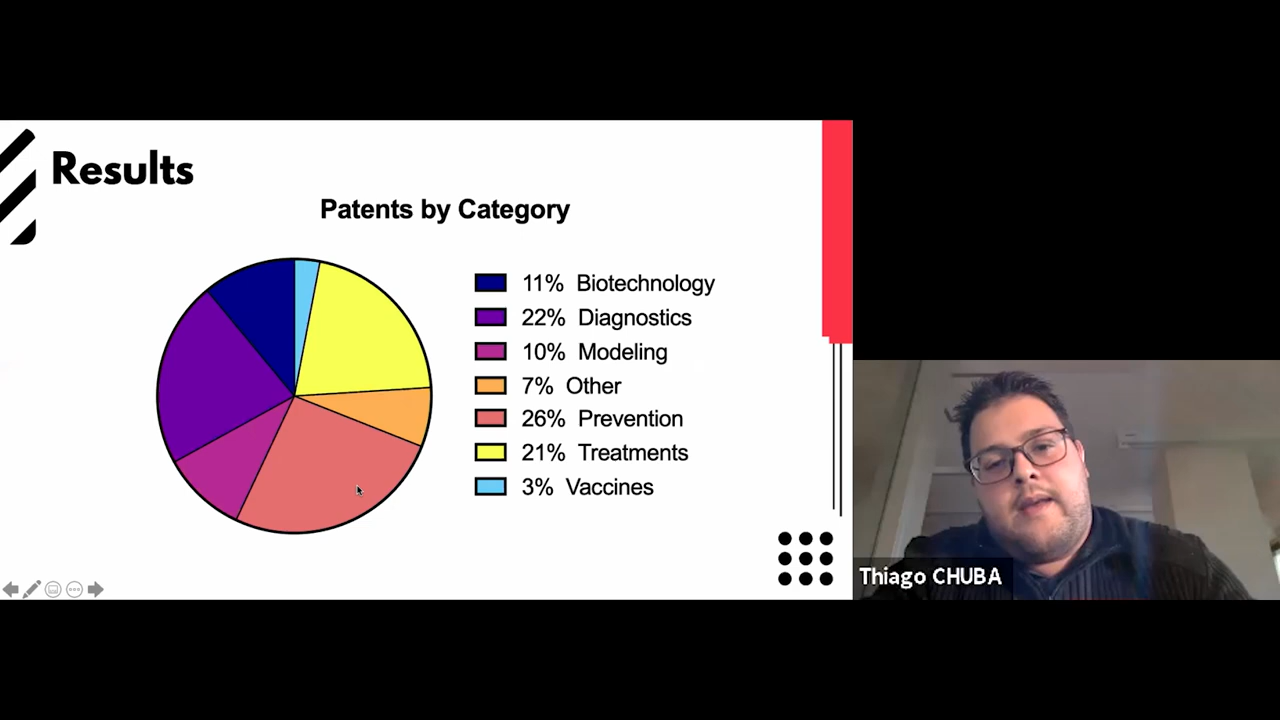 Results
Patents by Category
11% Biotechnology
22% Diagnostics
10% Modeling
7% Other
26% Prevention
21% Treatments
3% Vaccines
Thiago CHUBA